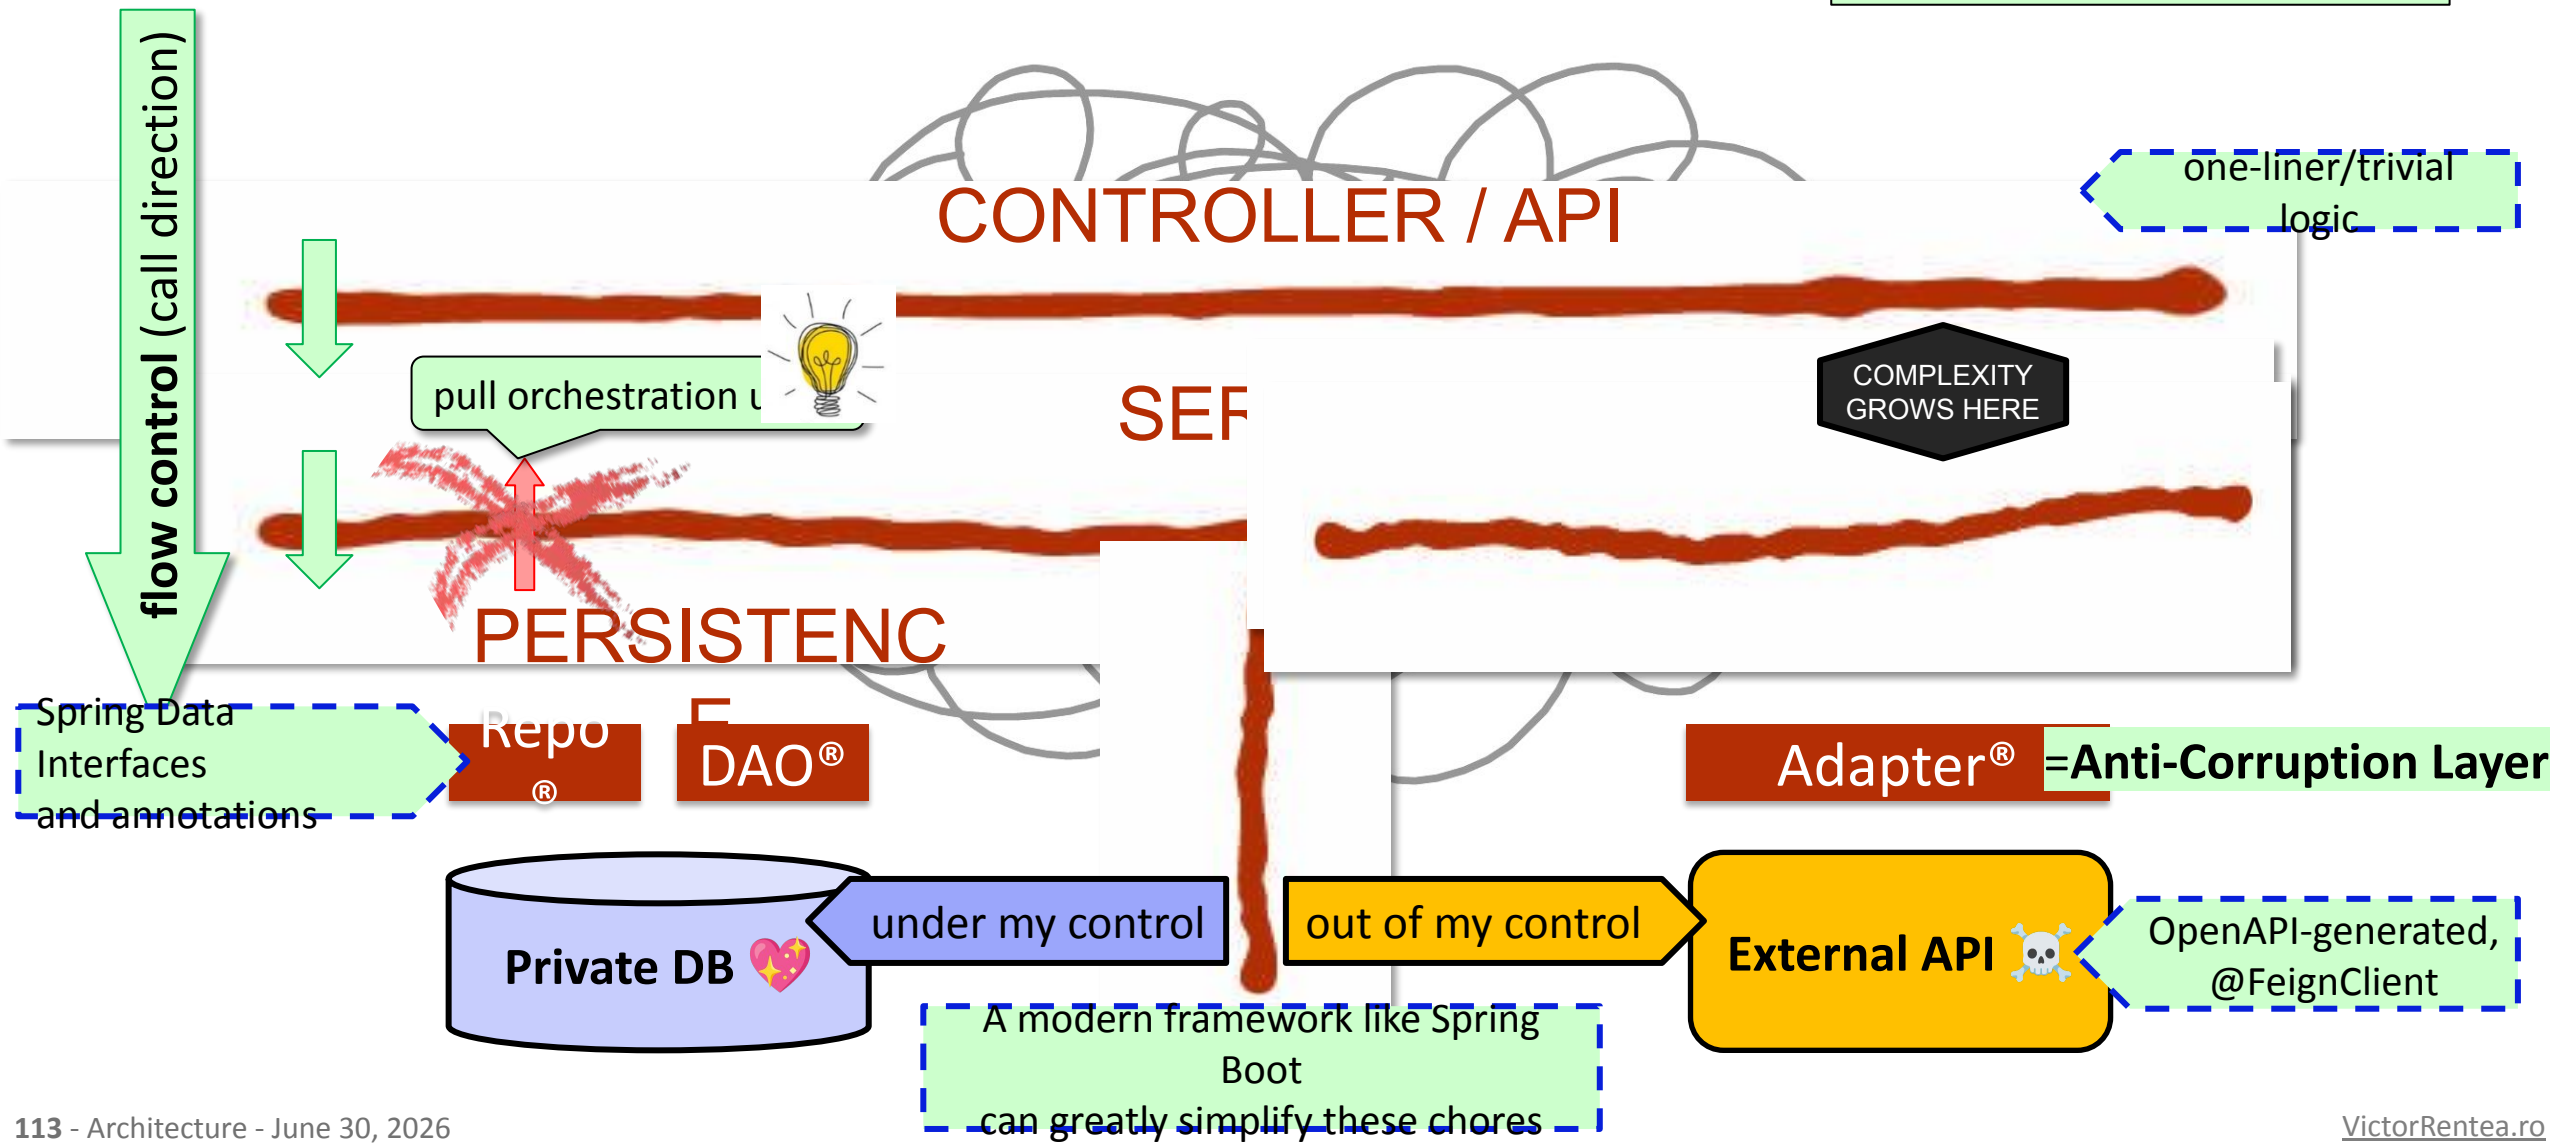 flow control (call direction)
CONTROLLER / API
one-liner/trivial
logic
pull orchestration
SER
COMPLEXITY
GROWS HERE
PERSISTENC
E
Spring Data
Interfaces
and annotations
Repo
®
DAO®
Adapter®
=Anti-Corruption Layer
Private DB
under my control
out of my control
External API
OpenAPI-generated,
@FeignClient
A modern framework like Spring
Boot
can greatly simplify these chores
113 - Architecture - June 30, 2026
VictorRentea.ro